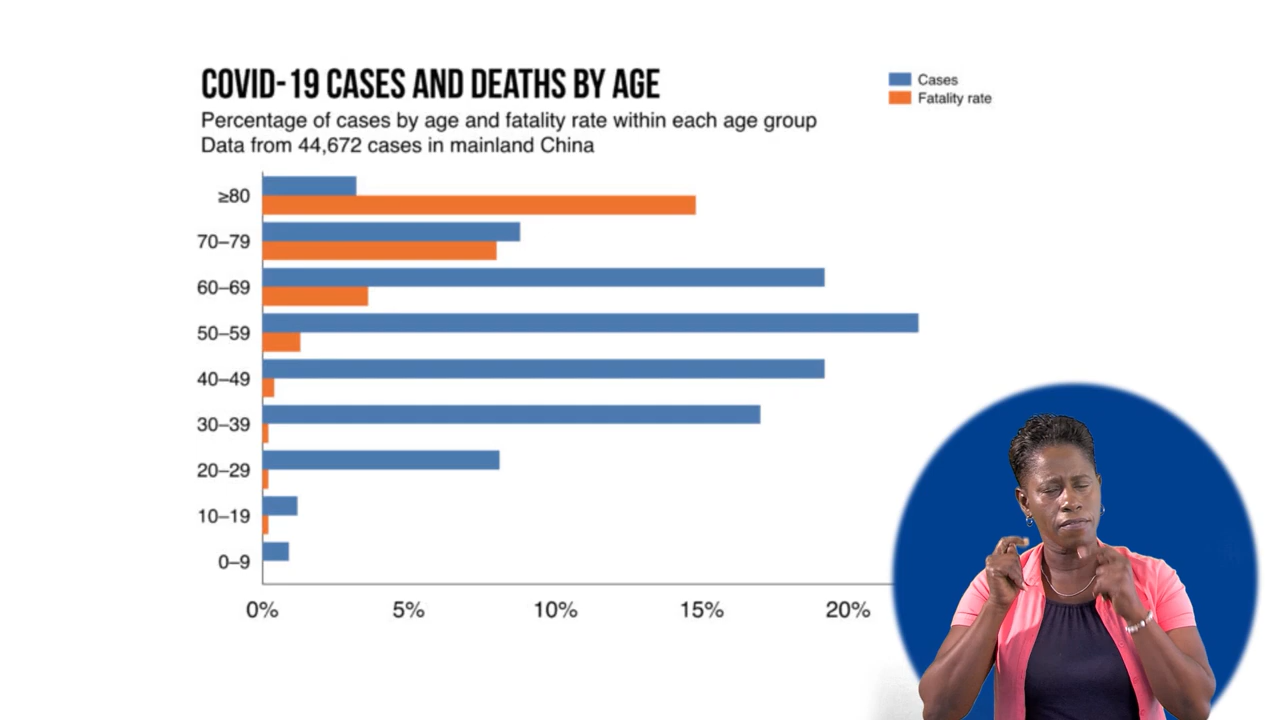 COVID-19 CASES AND DEATHS BY AGE
Percentage of cases by age and fatality rate within each age group
Data from 44,672 cases in mainland China
Cases
Fatality rate
≥80
70–79
60–69
50–59
40–49
30–39
20–29
10–19
0–9
0% 5% 10% 15% 20%